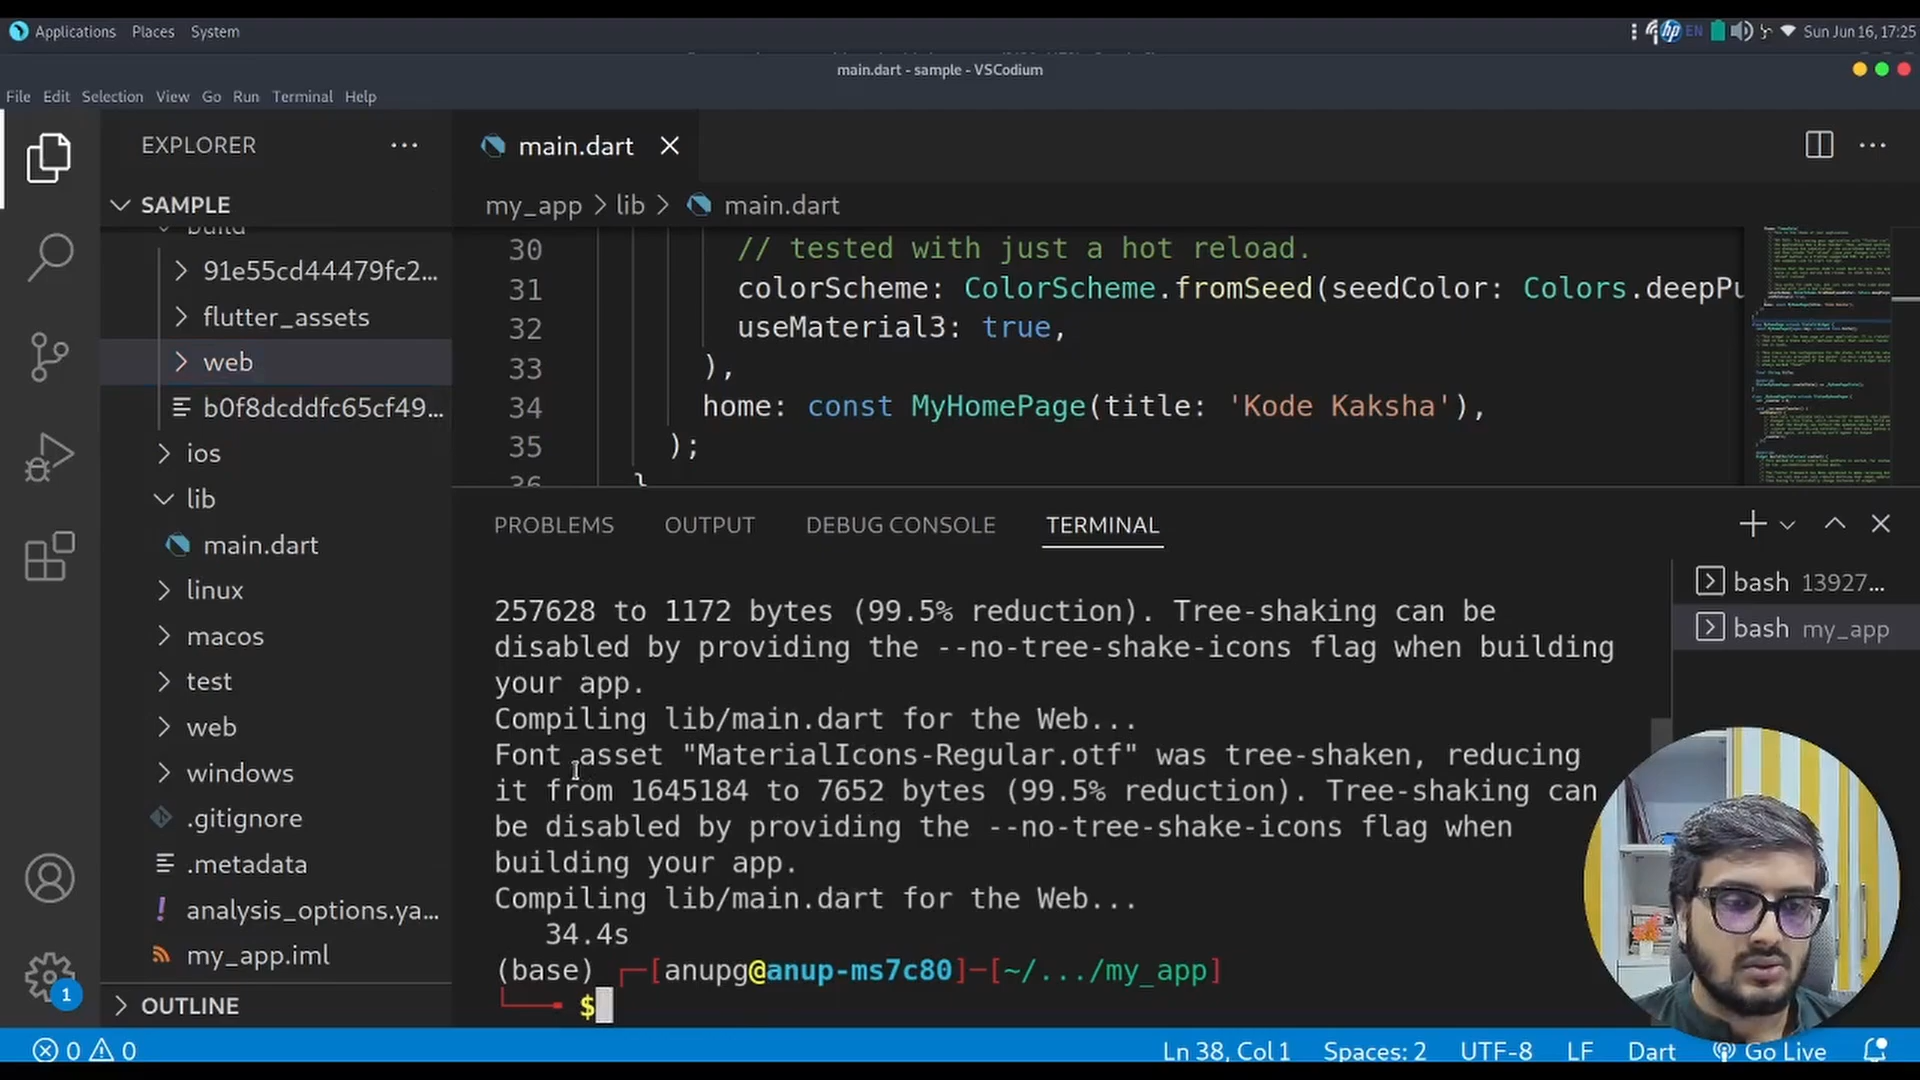 Applications Places System
EN Sun Jun 16, 17:25
main.dart - sample - VSCodium
File Edit Selection View Go Run Terminal Help
EXPLORER
SAMPLE
build
91e55cd44479fc2...
flutter_assets
web
b0f8dcddfc65cf49...
ios
lib
main.dart
linux
macos
test
web
windows
.gitignore
.metadata
analysis_options.ya...
my_app.iml
OUTLINE
main.dart
my_app > lib > main.dart
30 // tested with just a hot reload.
31 colorScheme: ColorScheme.fromSeed(seedColor: Colors.deepPu
32 useMaterial3: true,
33 ),
34 home: const MyHomePage(title: 'Kode Kaksha'),
35 );
36 }
PROBLEMS OUTPUT DEBUG CONSOLE TERMINAL
257628 to 1172 bytes (99.5% reduction). Tree-shaking can be
disabled by providing the --no-tree-shake-icons flag when building
your app.
Compiling lib/main.dart for the Web...
Font asset "MaterialIcons-Regular.otf" was tree-shaken, reducing
it from 1645184 to 7652 bytes (99.5% reduction). Tree-shaking can
be disabled by providing the --no-tree-shake-icons flag when
building your app.
Compiling lib/main.dart for the Web...
34.4s
(base) ┌─[anupg@anup-ms7c80]─[~/.../my_app]
└──╼ $
bash 13927...
bash my_app
1
0 0
Ln 38, Col 1 Spaces: 2 UTF-8 LF Dart Go Live